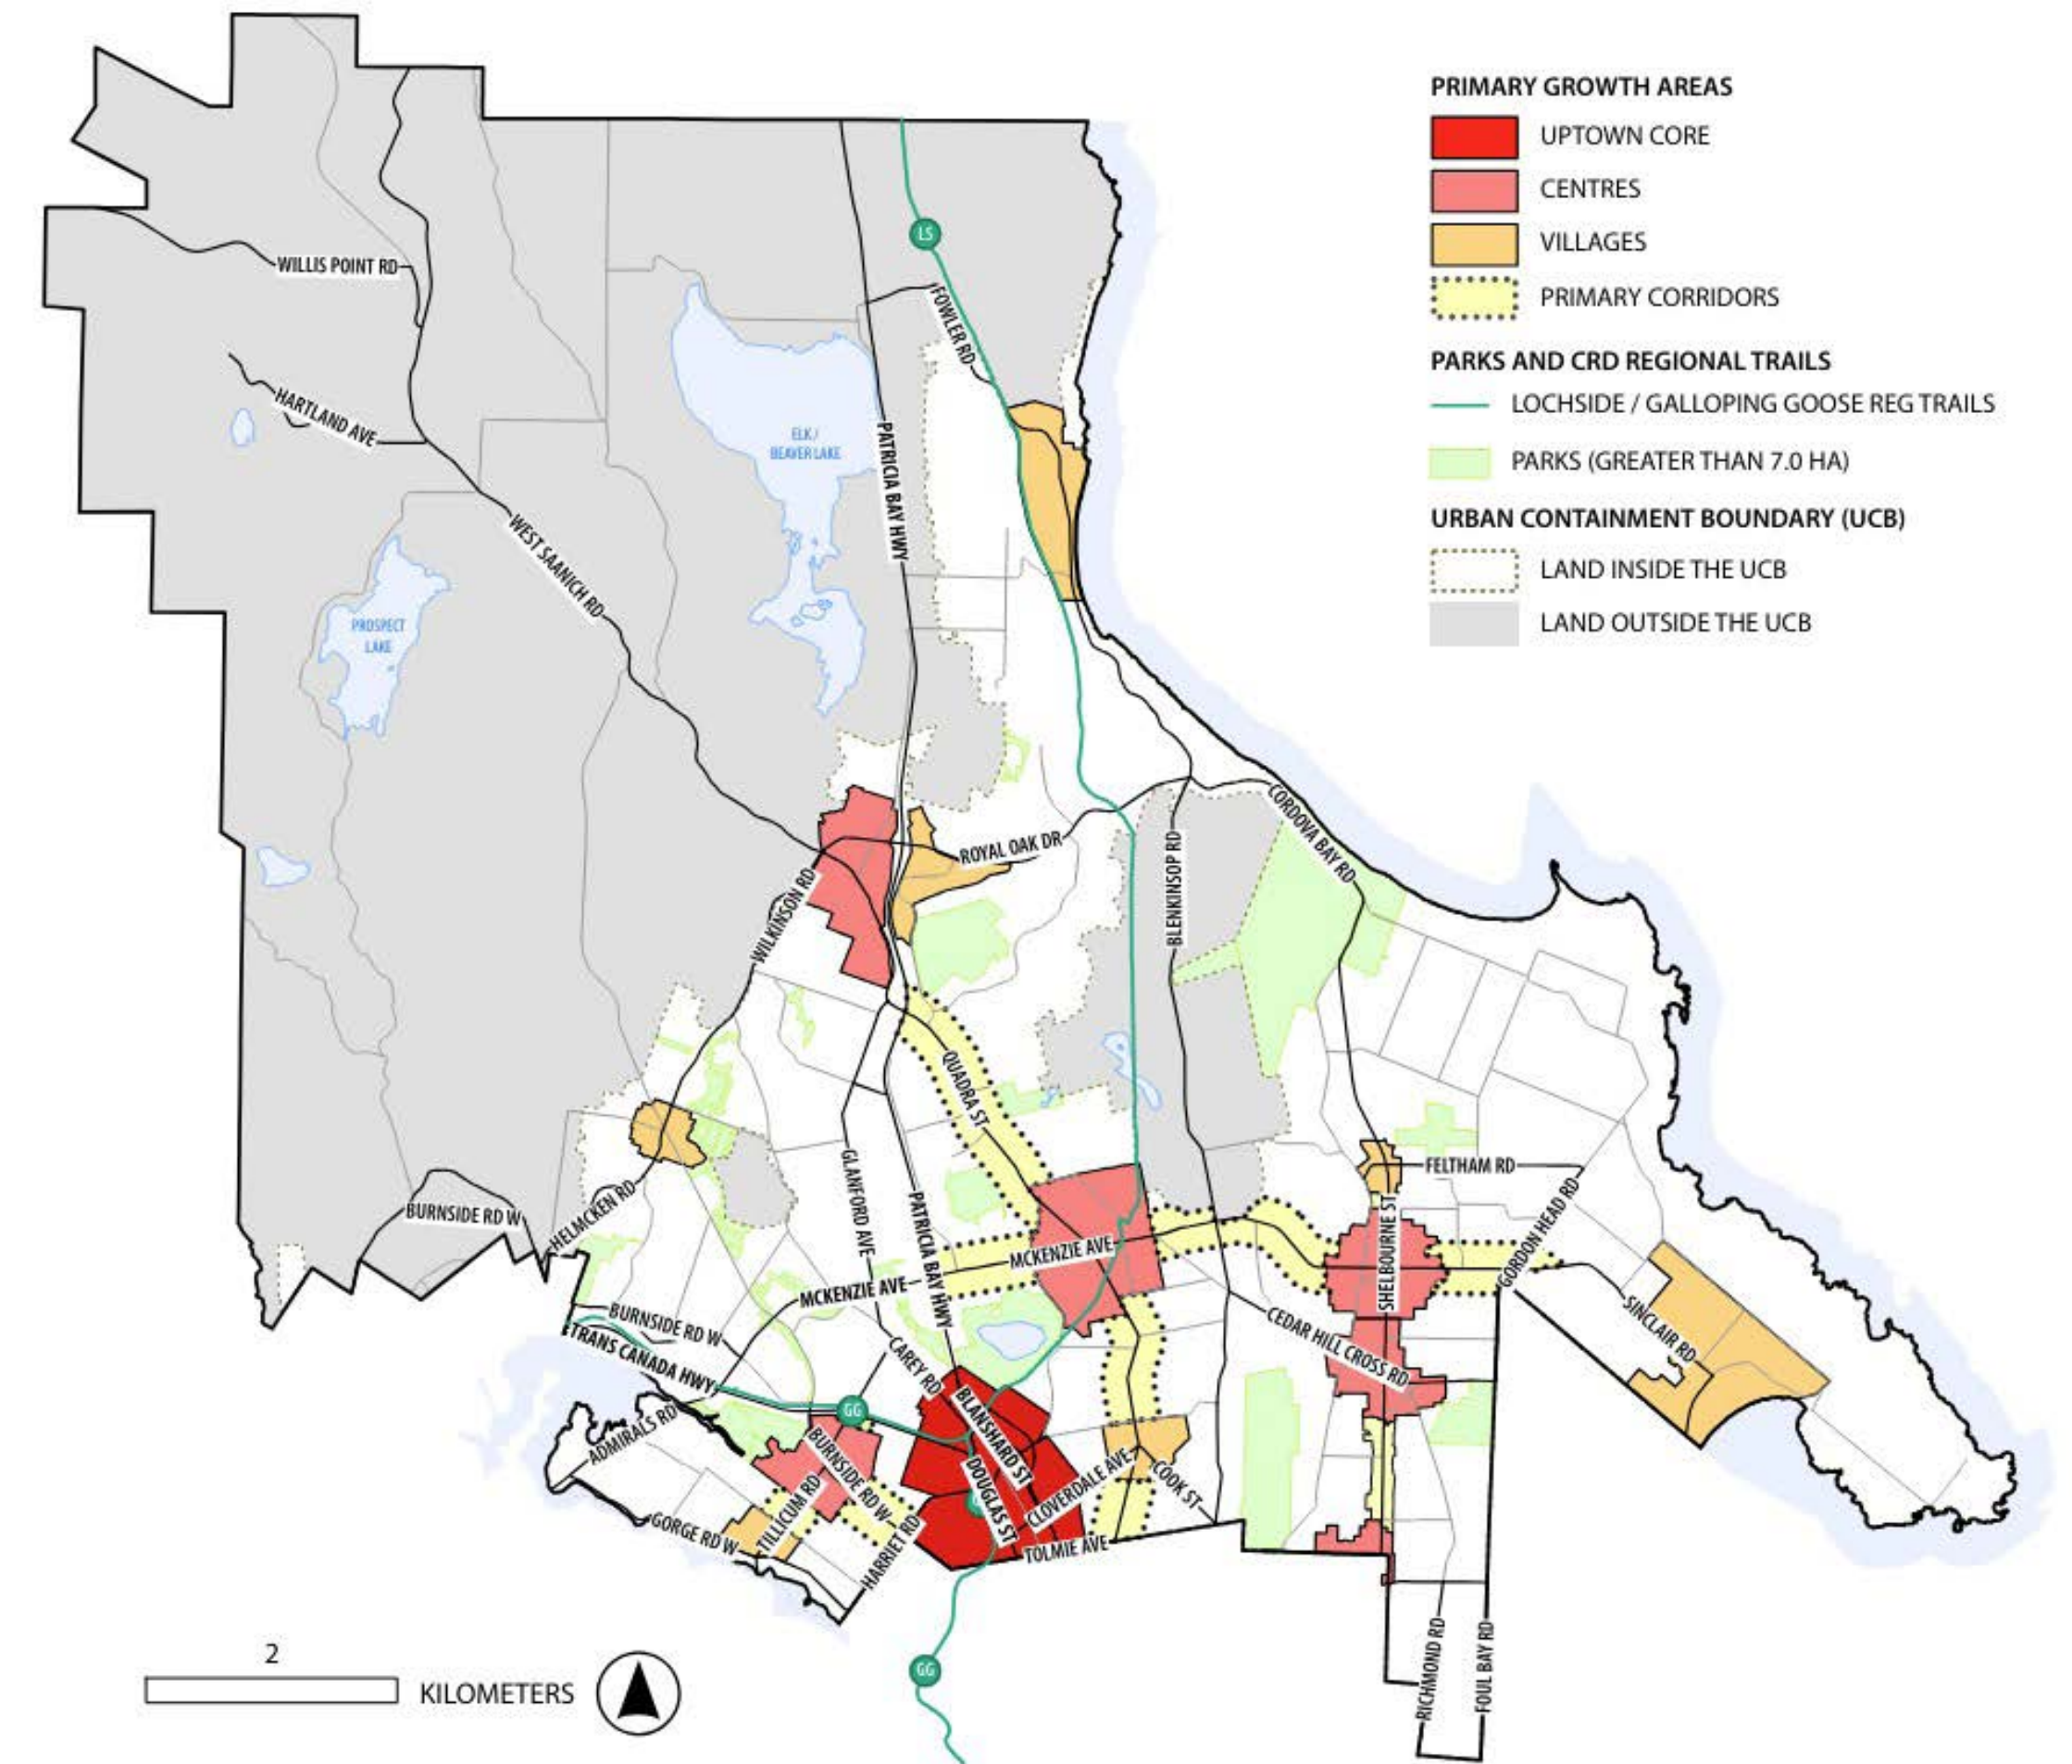 PRIMARY GROWTH AREAS
UPTOWN CORE
CENTRES
VILLAGES
PRIMARY CORRIDORS
PARKS AND CRD REGIONAL TRAILS
LOCHSIDE / GALLOPING GOOSE REG TRAILS
PARKS (GREATER THAN 7.0 HA)
URBAN CONTAINMENT BOUNDARY (UCB)
LAND INSIDE THE UCB
LAND OUTSIDE THE UCB
LS
WILLIS POINT RD
FOWLER RD
HARTLAND AVE
ELK /
BEAVER LAKE
PATRICIA BAY HWY
WEST SAANICH RD
PROSPECT
LAKE
CORDOVA BAY RD
ROYAL OAK DR
BLENKINSOP RD
WILKINSON RD
QUADRA ST
FELTHAM RD
GLANFORD AVE
PATRICIA BAY HWY
HELMCKEN RD
BURNSIDE RD W
SHELBOURNE ST
GORDON HEAD RD
MCKENZIE AVE
MCKENZIE AVE
SINCLAIR RD
BURNSIDE RD W
TRANS CANADA HWY
CAREY RD
CEDAR HILL CROSS RD
GG
BLANSHARD ST
ADMIRALS RD
BURNSIDE RD W
DOUGLAS ST
CLOVERDALE AVE
COOK ST
TILLICUM RD
GORGE RD W
HARRIET RD
TOLMIE AVE
GG
RICHMOND RD
FOUL BAY RD
2
KILOMETERS